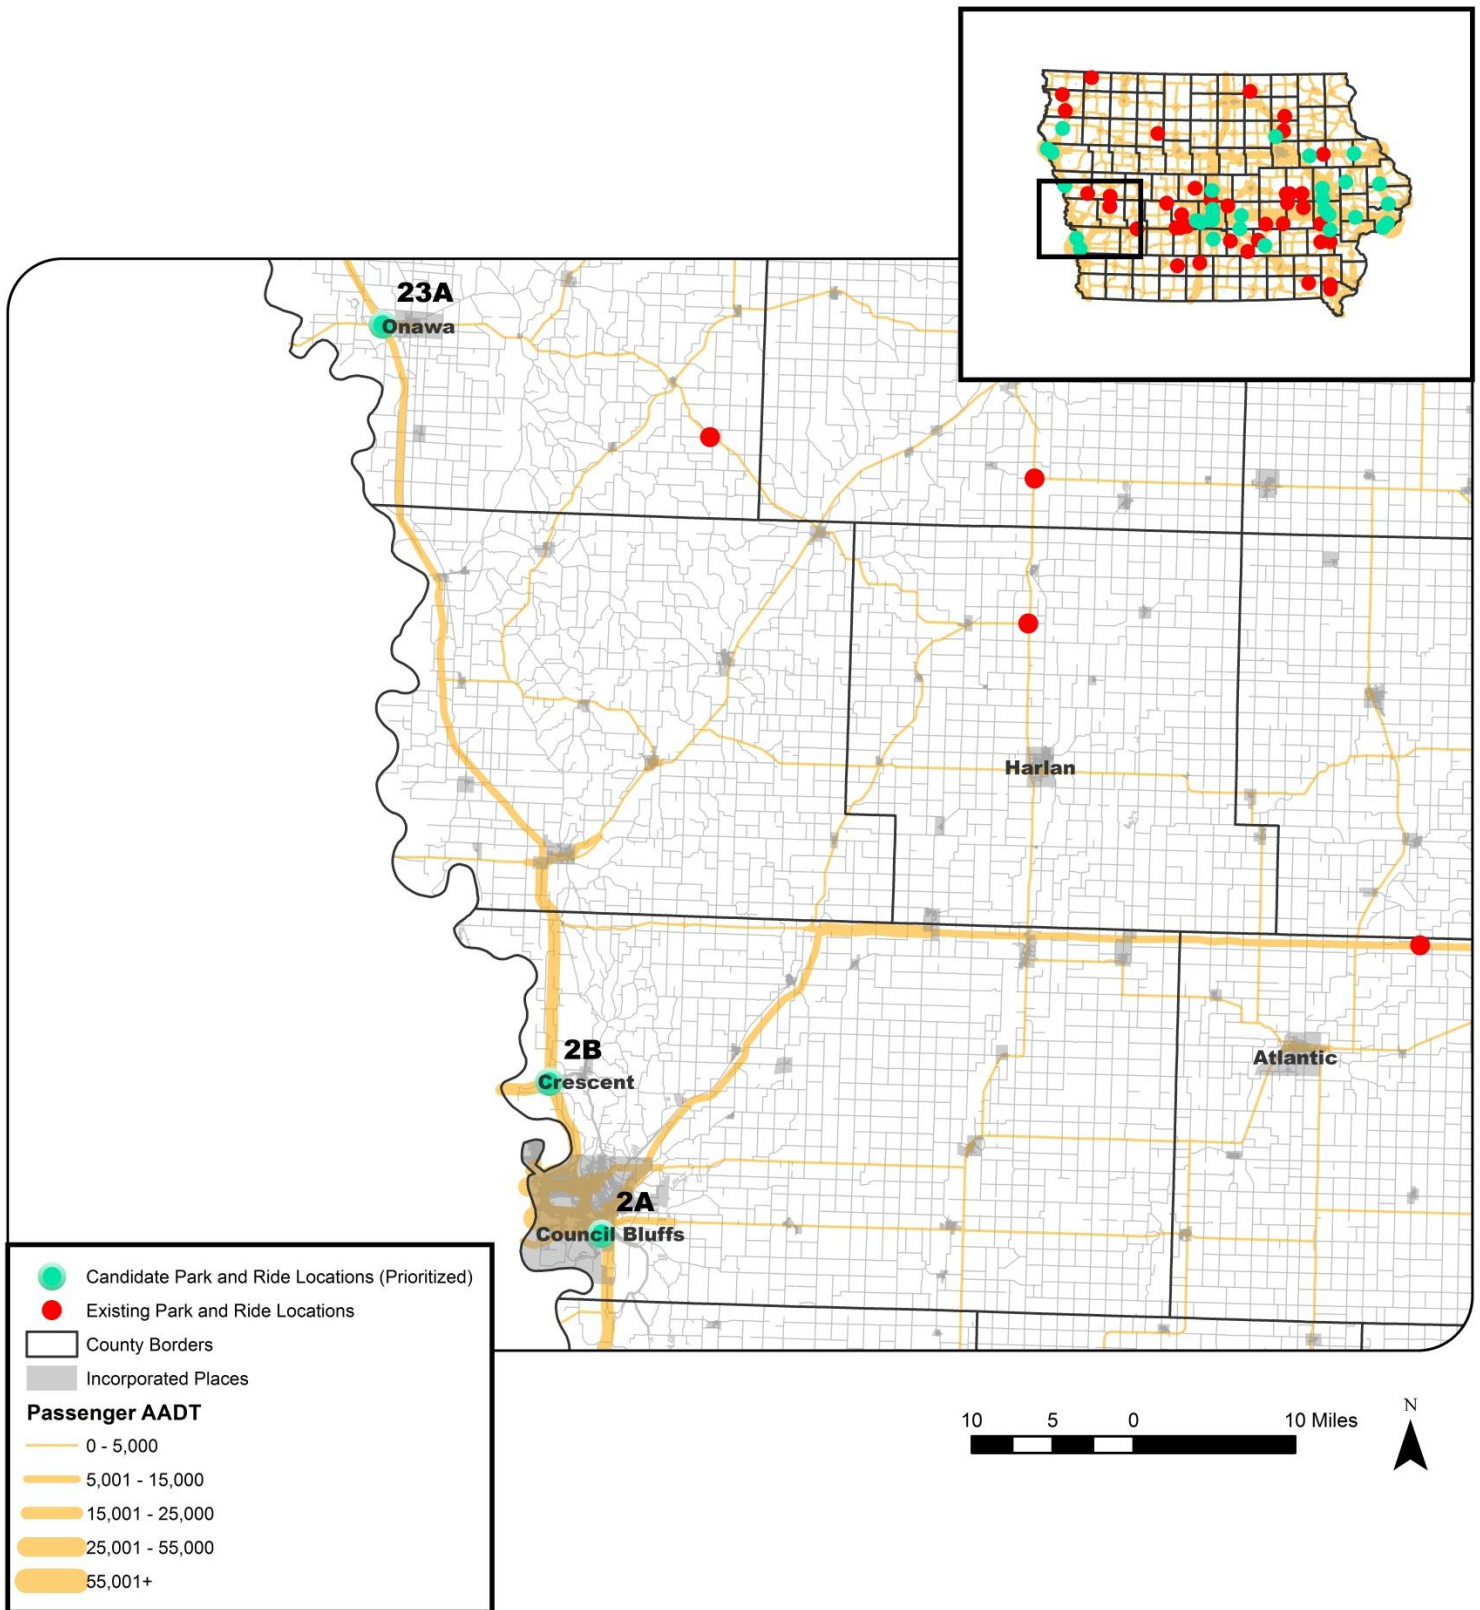 23A
Onawa
Harlan
Atlantic
2B
Crescent
2A
Council Bluffs
Candidate Park and Ride Locations (Prioritized)
Existing Park and Ride Locations
County Borders
Incorporated Places
Passenger AADT
0 - 5,000
5,001 - 15,000
15,001 - 25,000
25,001 - 55,000
55,001+
10 5 0 10 Miles
N